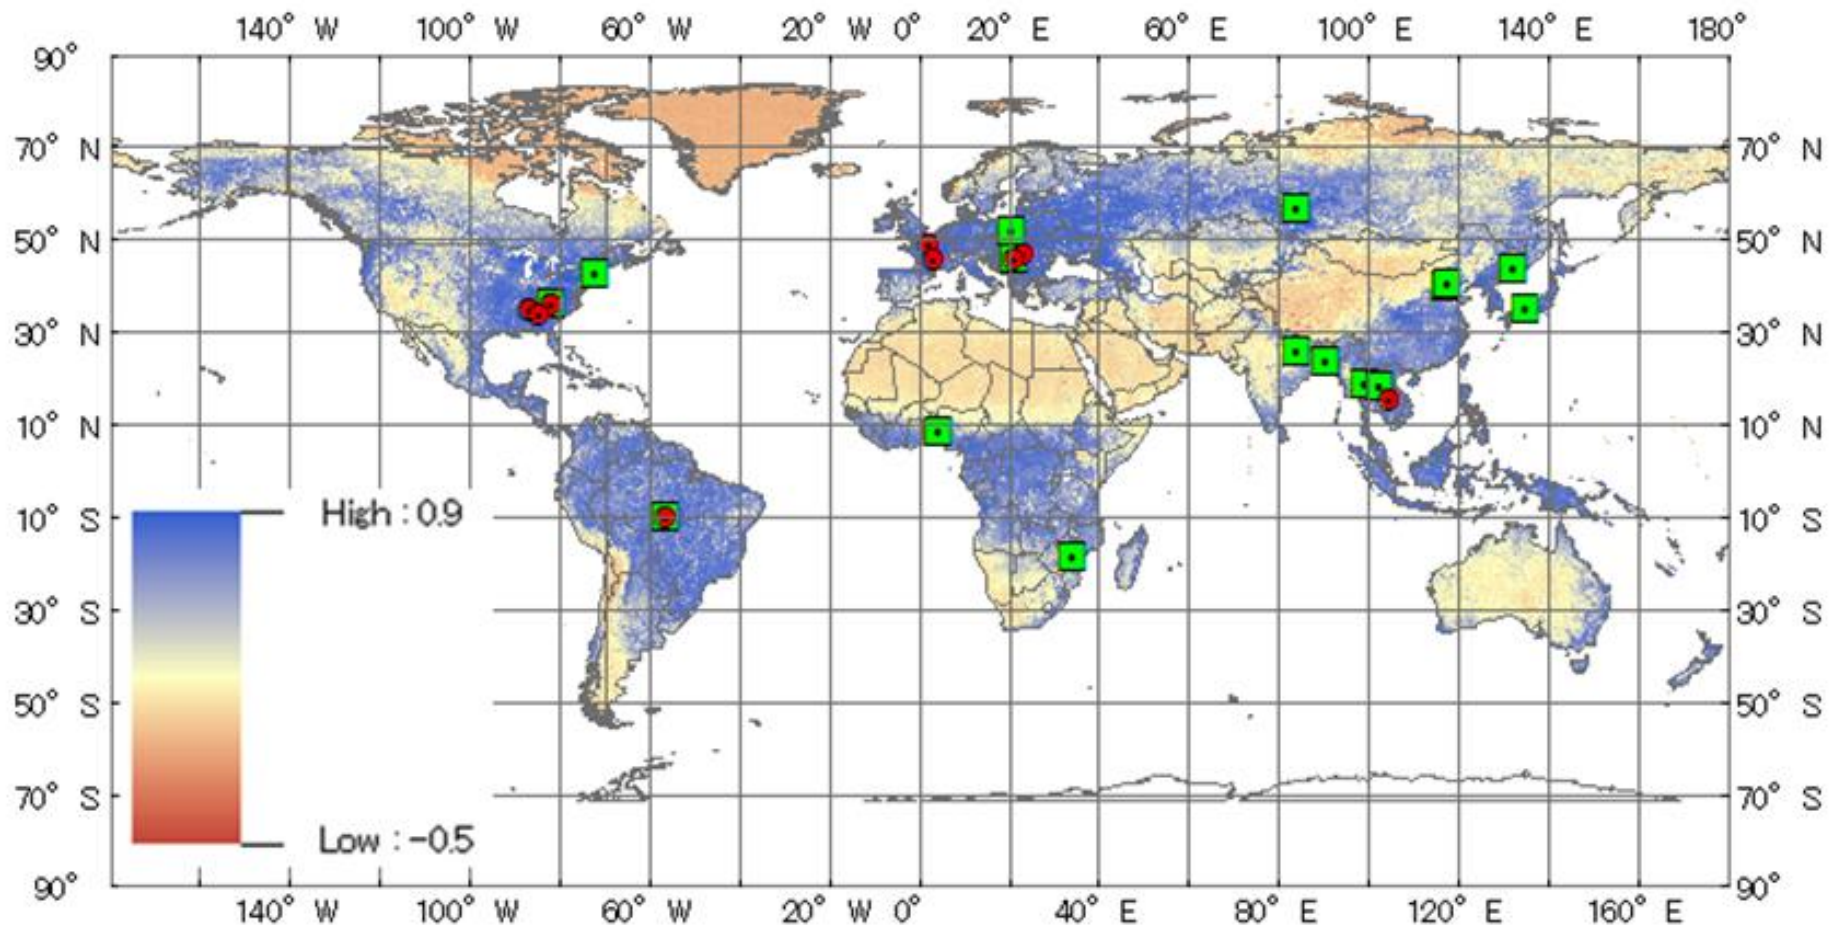 140° W 100° W 60° W 20° W 0° 20° E 60° E 100° E 140° E 180°
90°
70° N 70° N
50° N 50° N
30° N 30° N
10° N 10° N
High : 0.9
10° S 10° S
30° S 30° S
50° S 50° S
70° S 70° S
Low : -0.5
90° 90°
140° W 100° W 60° W 20° W 0° 40° E 80° E 120° E 160° E